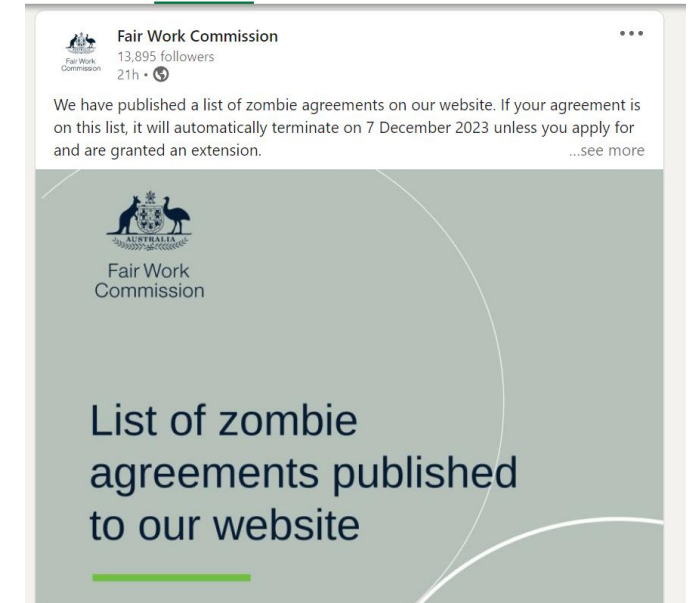 Fair Work Commission
13,895 followers
21h •
Fair Work
Commission
We have published a list of zombie agreements on our website. If your agreement is
on this list, it will automatically terminate on 7 December 2023 unless you apply for
and are granted an extension.
...see more
AUSTRALIA
Fair Work
Commission
List of zombie
agreements published
to our website